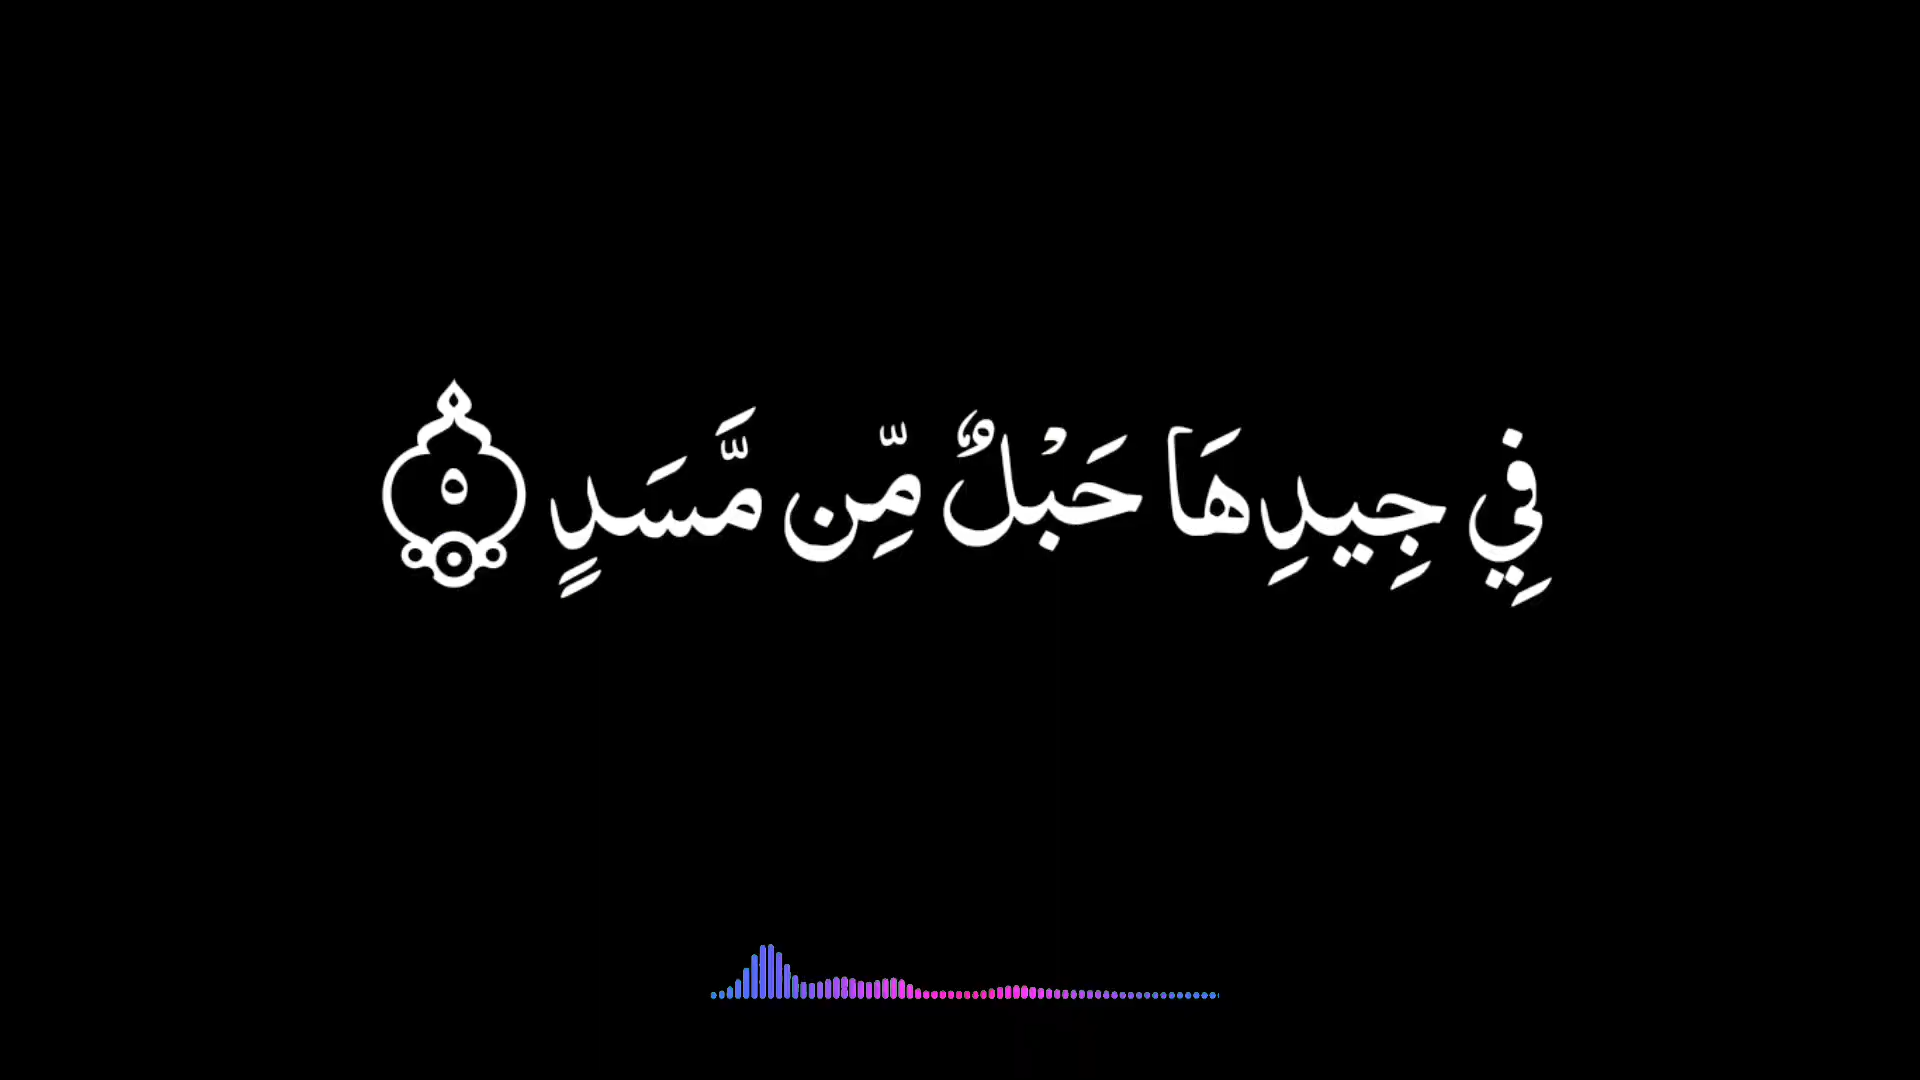 فِي جِيدِهَا حَبْلٌ مِّن مَّسَدٍ ٥